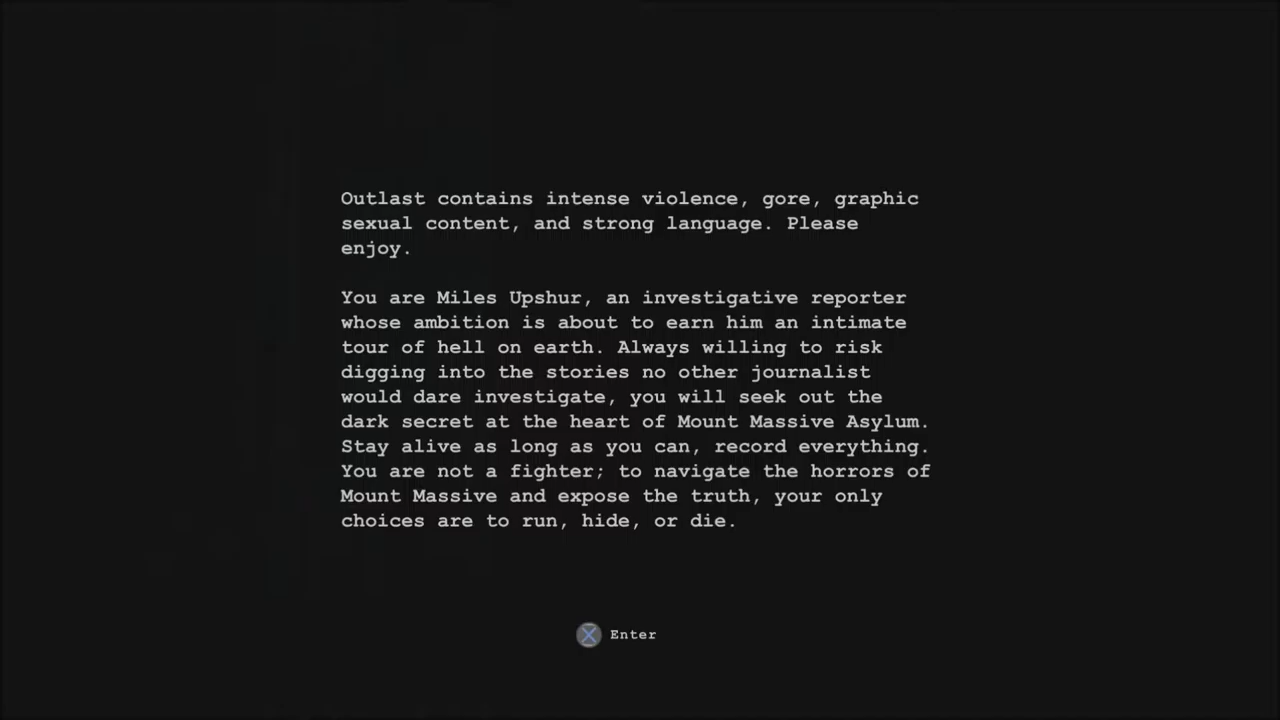 Outlast contains intense violence, gore, graphic
sexual content, and strong language. Please
enjoy.
You are Miles Upshur, an investigative reporter
whose ambition is about to earn him an intimate
tour of hell on earth. Always willing to risk
digging into the stories no other journalist
would dare investigate, you will seek out the
dark secret at the heart of Mount Massive Asylum.
Stay alive as long as you can, record everything.
You are not a fighter; to navigate the horrors of
Mount Massive and expose the truth, your only
choices are to run, hide, or die.
Enter